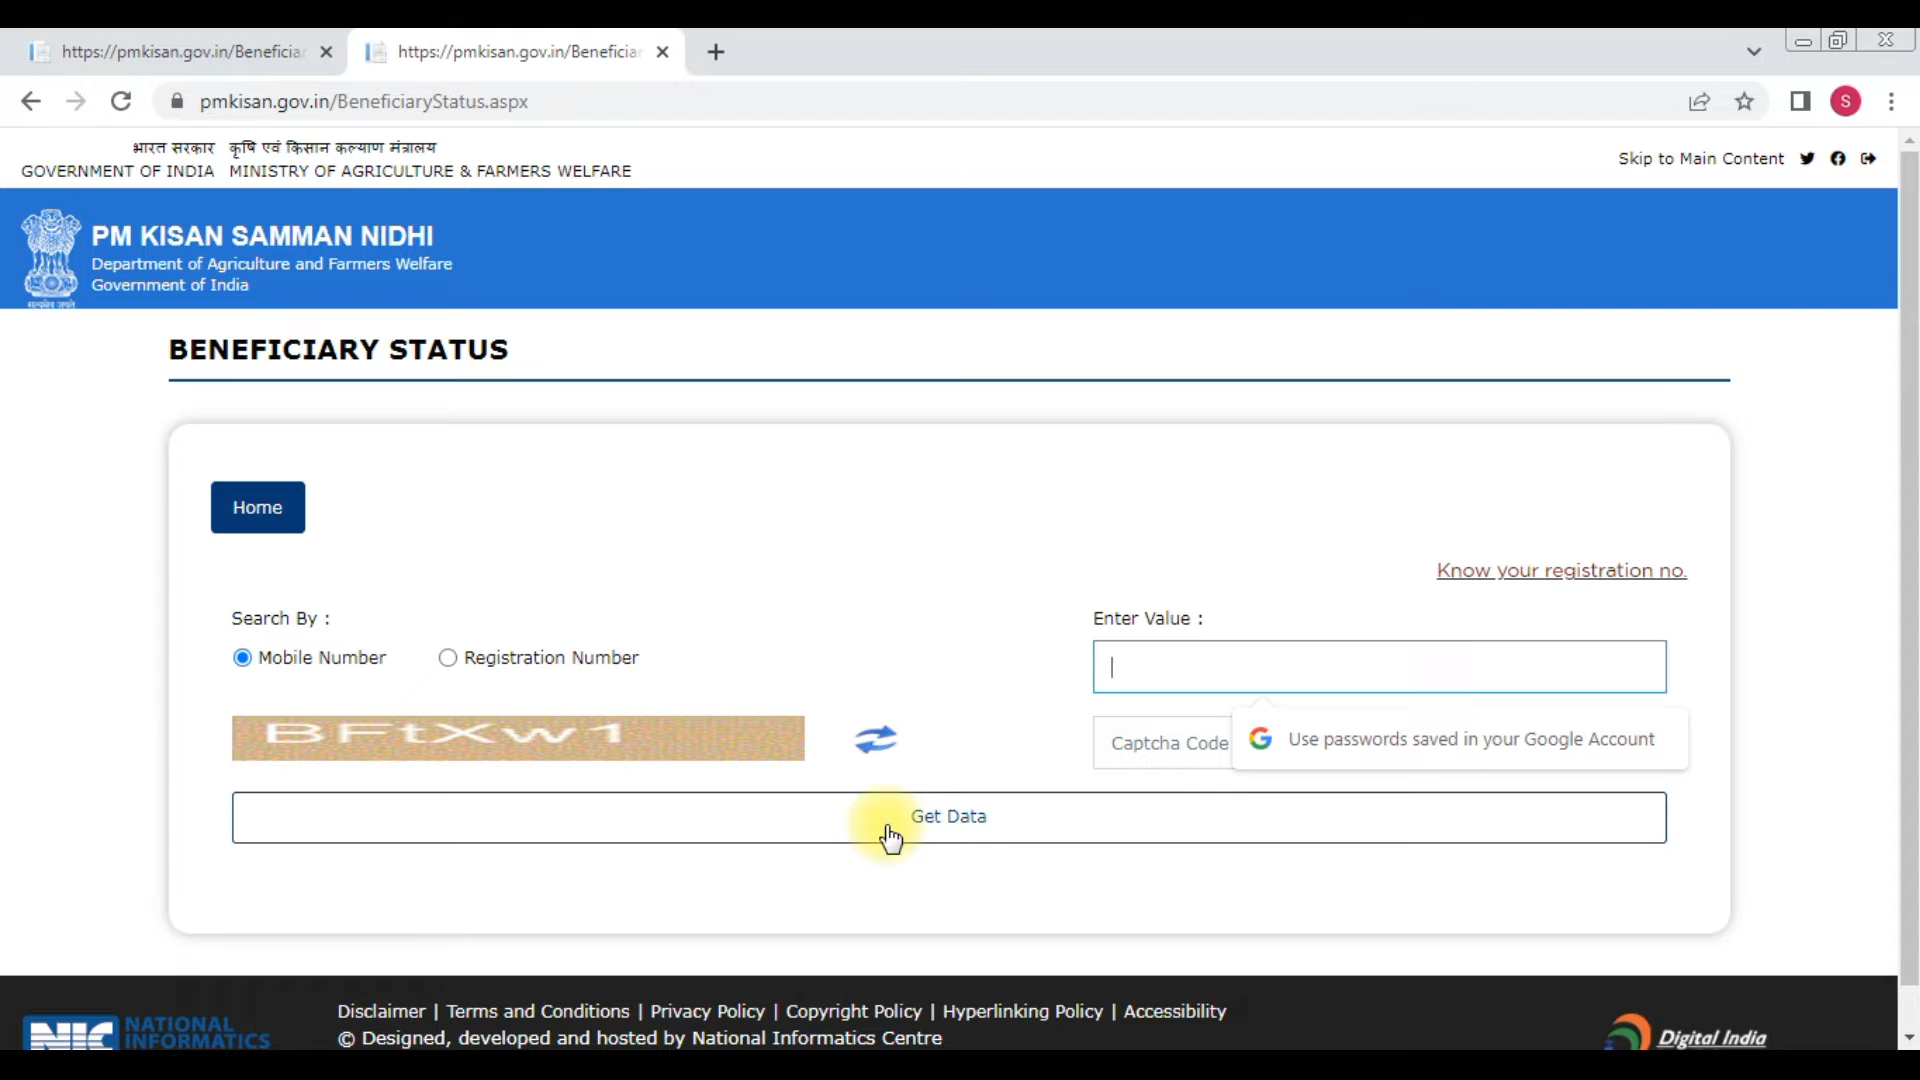 https://pmkisan.gov.in/Beneficiar
https://pmkisan.gov.in/Beneficiar
pmkisan.gov.in/BeneficiaryStatus.aspx
S
भारत सरकार कृषि एवं किसान कल्याण मंत्रालय
GOVERNMENT OF INDIA MINISTRY OF AGRICULTURE & FARMERS WELFARE
Skip to Main Content
PM KISAN SAMMAN NIDHI
Department of Agriculture and Farmers Welfare
Government of India
सत्यमेव जयते
BENEFICIARY STATUS
Home
Know your registration no.
Search By :
Enter Value :
Mobile Number
Registration Number
BFtXw1
Captcha Code
Use passwords saved in your Google Account
Get Data
Disclaimer | Terms and Conditions | Privacy Policy | Copyright Policy | Hyperlinking Policy | Accessibility
NIC NATIONAL
INFORMATICS
© Designed, developed and hosted by National Informatics Centre
Digital India